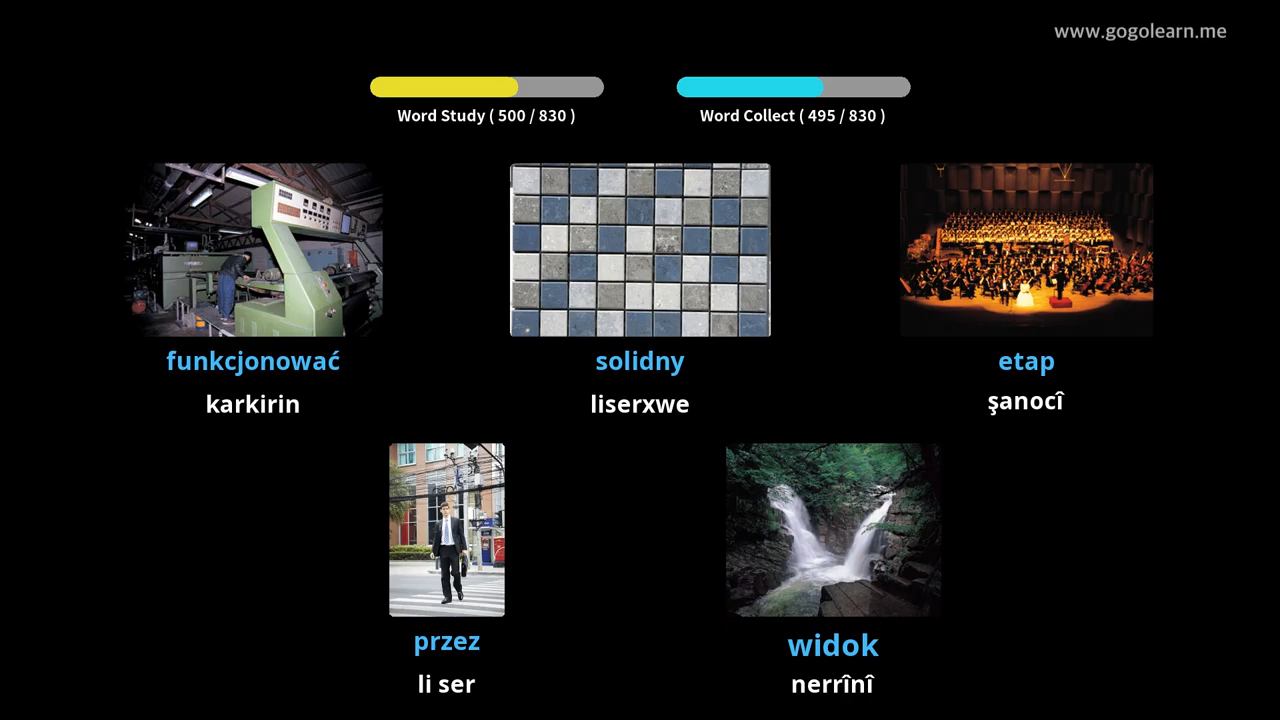 www.gogolearn.me
Word Study ( 500 / 830 )
Word Collect ( 495 / 830 )
funkcjonować
solidny
etap
karkirin
liserxwe
şanocî
przez
widok
li ser
nerrînî